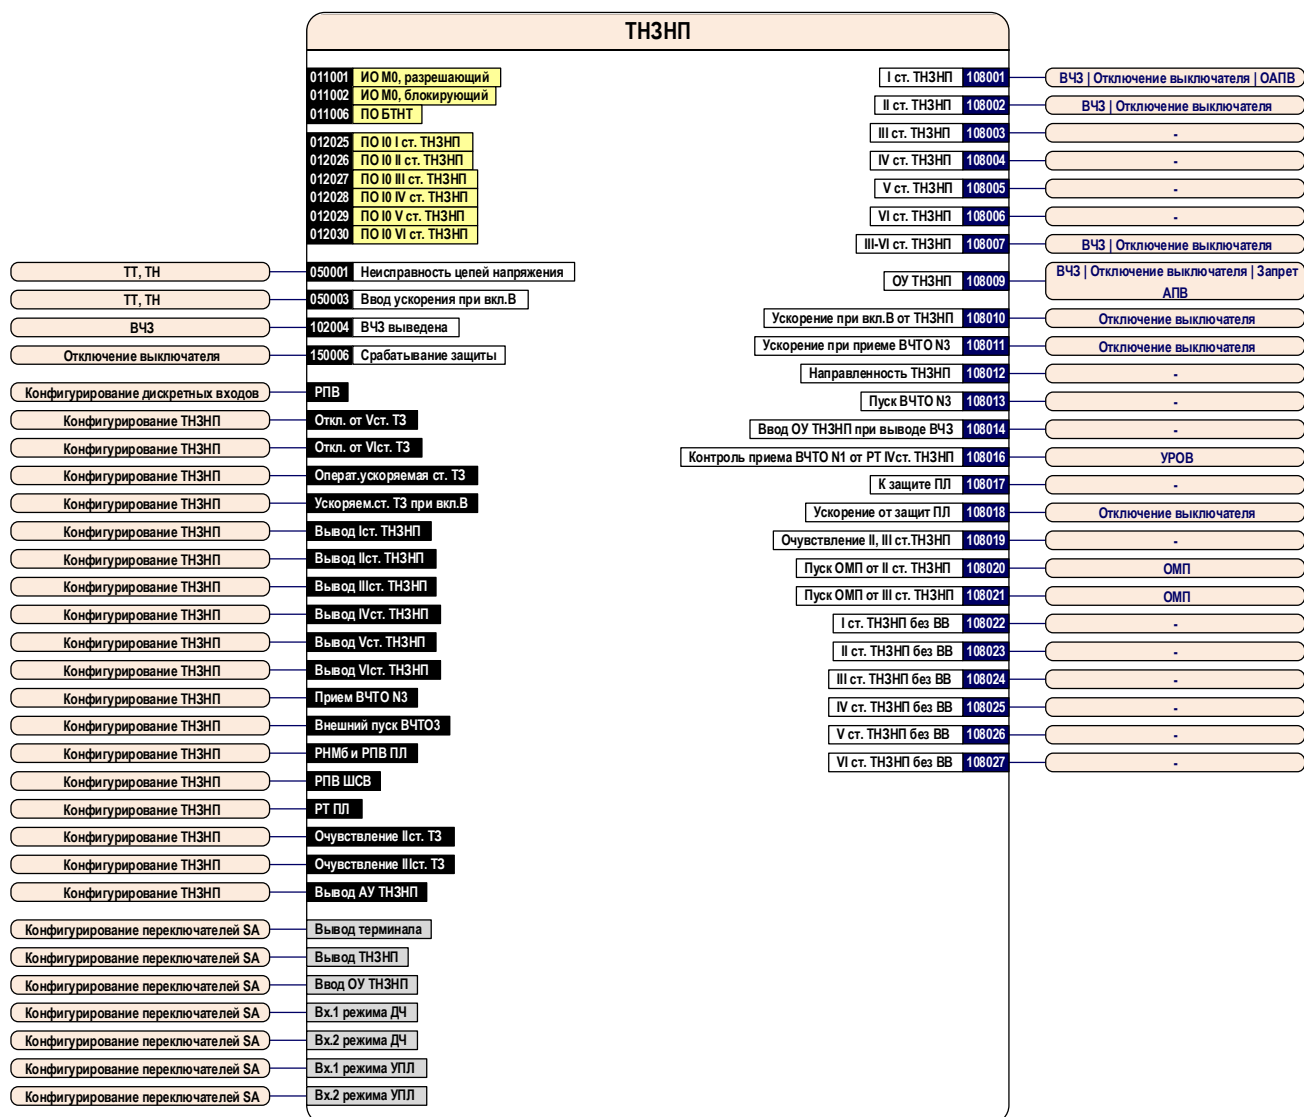 ТНЗНП
011001 ИО М0, разрешающий
011002 ИО М0, блокирующий
011006 ПО БТНТ
012025 ПО I0 I ст. ТНЗНП
012026 ПО I0 II ст. ТНЗНП
012027 ПО I0 III ст. ТНЗНП
012028 ПО I0 IV ст. ТНЗНП
012029 ПО I0 V ст. ТНЗНП
012030 ПО I0 VI ст. ТНЗНП
ТТ, ТН 050001 Неисправность цепей напряжения
ТТ, ТН 050003 Ввод ускорения при вкл.В
ВЧЗ 102004 ВЧЗ выведена
Отключение выключателя 150006 Срабатывание защиты
Конфигурирование дискретных входов РПВ
Конфигурирование ТНЗНП Откл. от Vст. ТЗ
Конфигурирование ТНЗНП Откл. от VIст. ТЗ
Конфигурирование ТНЗНП Операт.ускоряемая ст. ТЗ
Конфигурирование ТНЗНП Ускоряем.ст. ТЗ при вкл.В
Конфигурирование ТНЗНП Вывод Iст. ТНЗНП
Конфигурирование ТНЗНП Вывод IIст. ТНЗНП
Конфигурирование ТНЗНП Вывод IIIст. ТНЗНП
Конфигурирование ТНЗНП Вывод IVст. ТНЗНП
Конфигурирование ТНЗНП Вывод Vст. ТНЗНП
Конфигурирование ТНЗНП Вывод VIст. ТНЗНП
Конфигурирование ТНЗНП Прием ВЧТО N3
Конфигурирование ТНЗНП Внешний пуск ВЧТО3
Конфигурирование ТНЗНП РНМб и РПВ ПЛ
Конфигурирование ТНЗНП РПВ ШСВ
Конфигурирование ТНЗНП РТ ПЛ
Конфигурирование ТНЗНП Очувствление IIст. ТЗ
Конфигурирование ТНЗНП Очувствление IIIст. ТЗ
Конфигурирование ТНЗНП Вывод АУ ТНЗНП
Конфигурирование переключателей SA Вывод терминала
Конфигурирование переключателей SA Вывод ТНЗНП
Конфигурирование переключателей SA Ввод ОУ ТНЗНП
Конфигурирование переключателей SA Вх.1 режима ДЧ
Конфигурирование переключателей SA Вх.2 режима ДЧ
Конфигурирование переключателей SA Вх.1 режима УПЛ
Конфигурирование переключателей SA Вх.2 режима УПЛ
I ст. ТНЗНП 108001 ВЧЗ | Отключение выключателя | ОАПВ
II ст. ТНЗНП 108002 ВЧЗ | Отключение выключателя
III ст. ТНЗНП 108003 -
IV ст. ТНЗНП 108004 -
V ст. ТНЗНП 108005 -
VI ст. ТНЗНП 108006 -
III-VI ст. ТНЗНП 108007 ВЧЗ | Отключение выключателя
ОУ ТНЗНП 108009 ВЧЗ | Отключение выключателя | Запрет
АПВ
Ускорение при вкл.В от ТНЗНП 108010 Отключение выключателя
Ускорение при приеме ВЧТО N3 108011 Отключение выключателя
Направленность ТНЗНП 108012 -
Пуск ВЧТО N3 108013 -
Ввод ОУ ТНЗНП при выводе ВЧЗ 108014 -
Контроль приема ВЧТО N1 от РТ IVст. ТНЗНП 108016 УРОВ
К защите ПЛ 108017 -
Ускорение от защит ПЛ 108018 Отключение выключателя
Очувствление II, III ст.ТНЗНП 108019 -
Пуск ОМП от II ст. ТНЗНП 108020 ОМП
Пуск ОМП от III ст. ТНЗНП 108021 ОМП
I ст. ТНЗНП без ВВ 108022 -
II ст. ТНЗНП без ВВ 108023 -
III ст. ТНЗНП без ВВ 108024 -
IV ст. ТНЗНП без ВВ 108025 -
V ст. ТНЗНП без ВВ 108026 -
VI ст. ТНЗНП без ВВ 108027 -